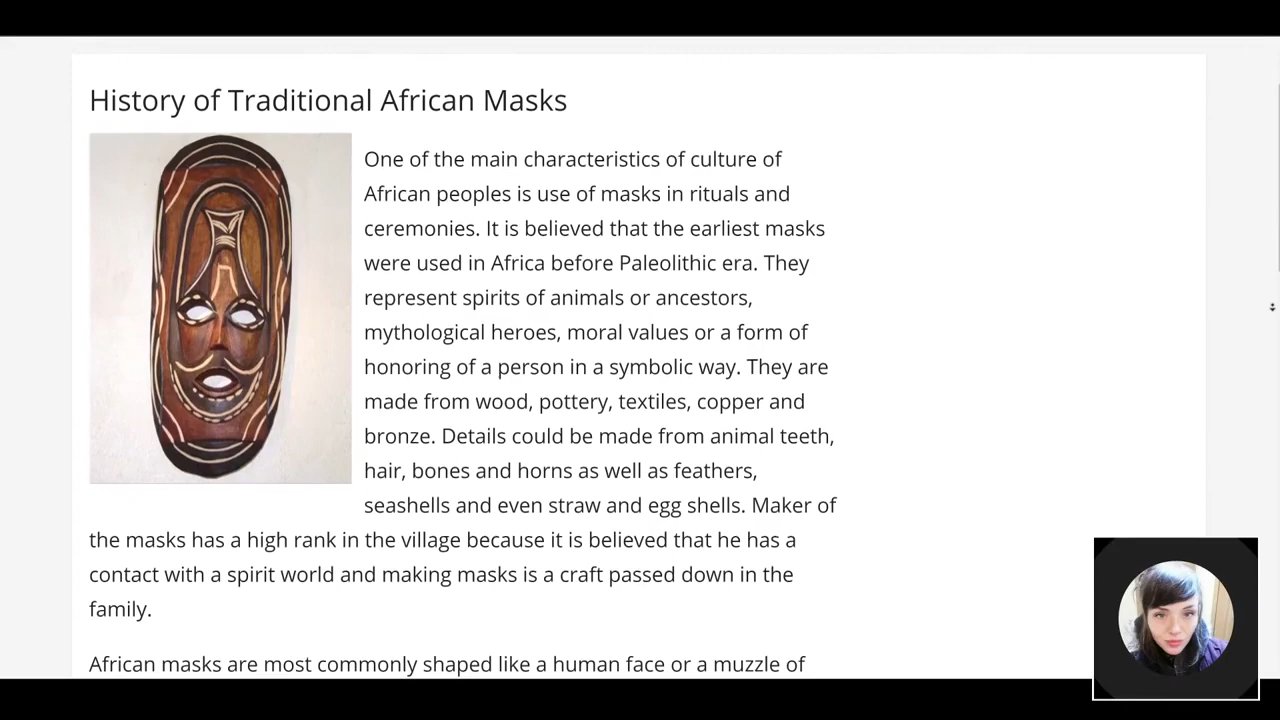 History of Traditional African Masks
One of the main characteristics of culture of
African peoples is use of masks in rituals and
ceremonies. It is believed that the earliest masks
were used in Africa before Paleolithic era. They
represent spirits of animals or ancestors,
mythological heroes, moral values or a form of
honoring of a person in a symbolic way. They are
made from wood, pottery, textiles, copper and
bronze. Details could be made from animal teeth,
hair, bones and horns as well as feathers,
seashells and even straw and egg shells. Maker of
the masks has a high rank in the village because it is believed that he has a
contact with a spirit world and making masks is a craft passed down in the
family.
African masks are most commonly shaped like a human face or a muzzle of